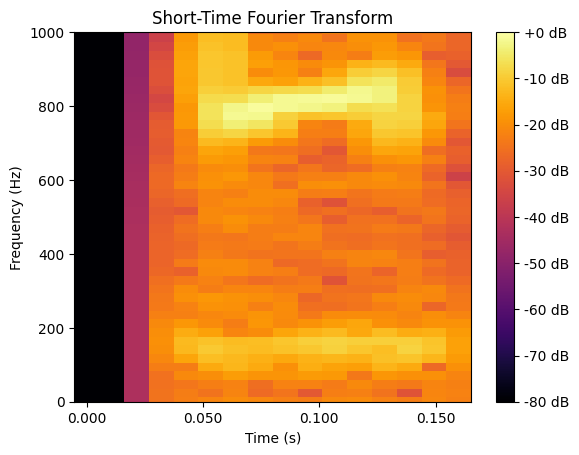 Short-Time Fourier Transform
1000
800
600
400
200
0
Frequency (Hz)
0.000
0.050
0.100
0.150
Time (s)
+0 dB
-10 dB
-20 dB
-30 dB
-40 dB
-50 dB
-60 dB
-70 dB
-80 dB